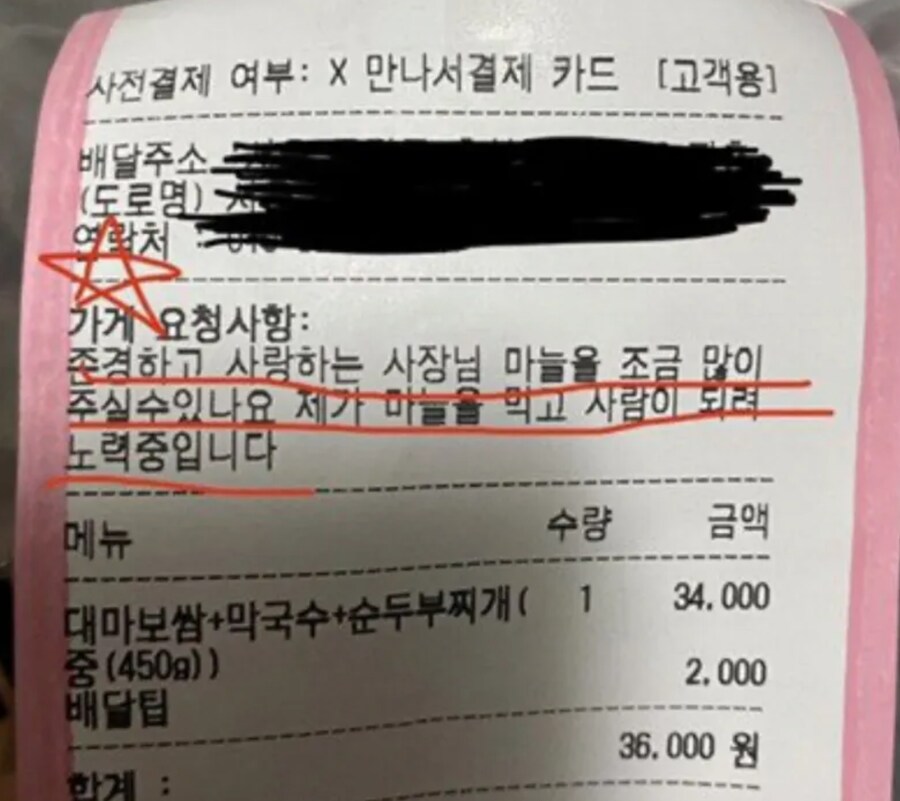 사전결제 여부: X 만나서결제 카드 [고객용]
배달주소
(도로명)
연락처 :
가게 요청사항:
존경하고 사랑하는 사장님 마늘을 조금 많이
주실수있나요 제가 마늘을 먹고 사람이 되려
노력중입니다
메뉴 수량 금액
대마보쌈+막국수+순두부찌개( 1 34,000
중(450g))
배달팁 2,000
합계 : 36,000 원